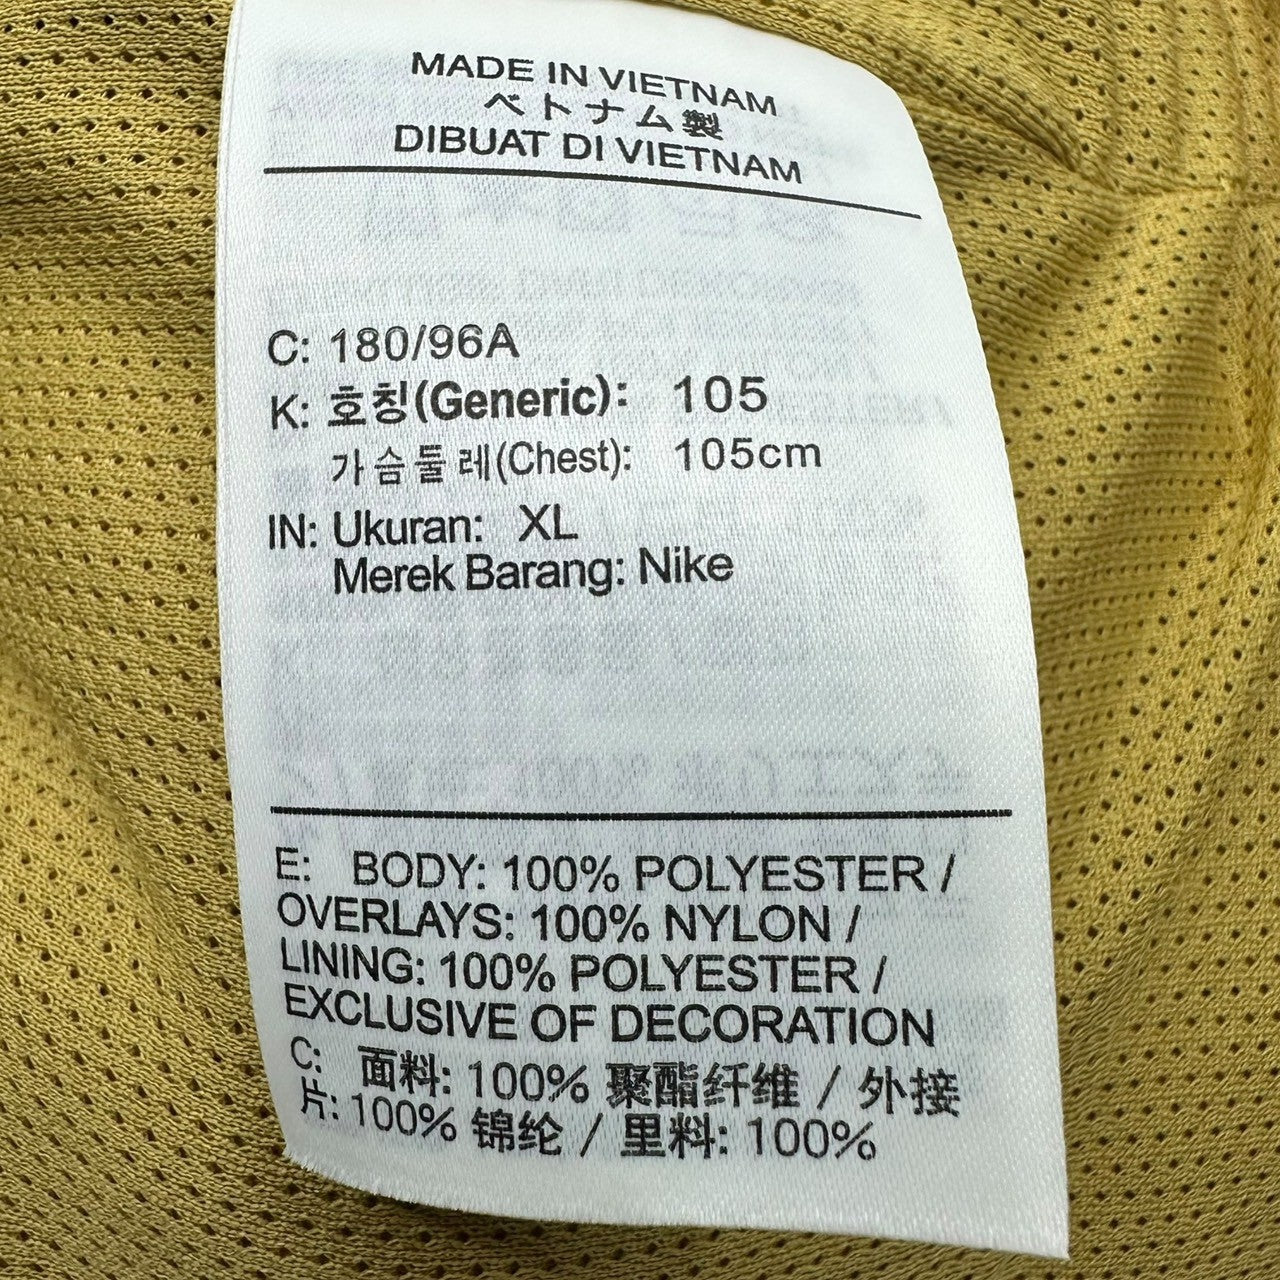 MADE IN VIETNAM
ベトナム製
DIBUAT DI VIETNAM
C: 180/96A
K: 호칭(Generic): 105
가슴둘레(Chest): 105cm
IN: Ukuran: XL
Merek Barang: Nike
E: BODY: 100% POLYESTER /
OVERLAYS: 100% NYLON /
LINING: 100% POLYESTER /
EXCLUSIVE OF DECORATION
C: 面料: 100% 聚酯纤维 / 外接
片: 100% 锦纶 / 里料: 100%